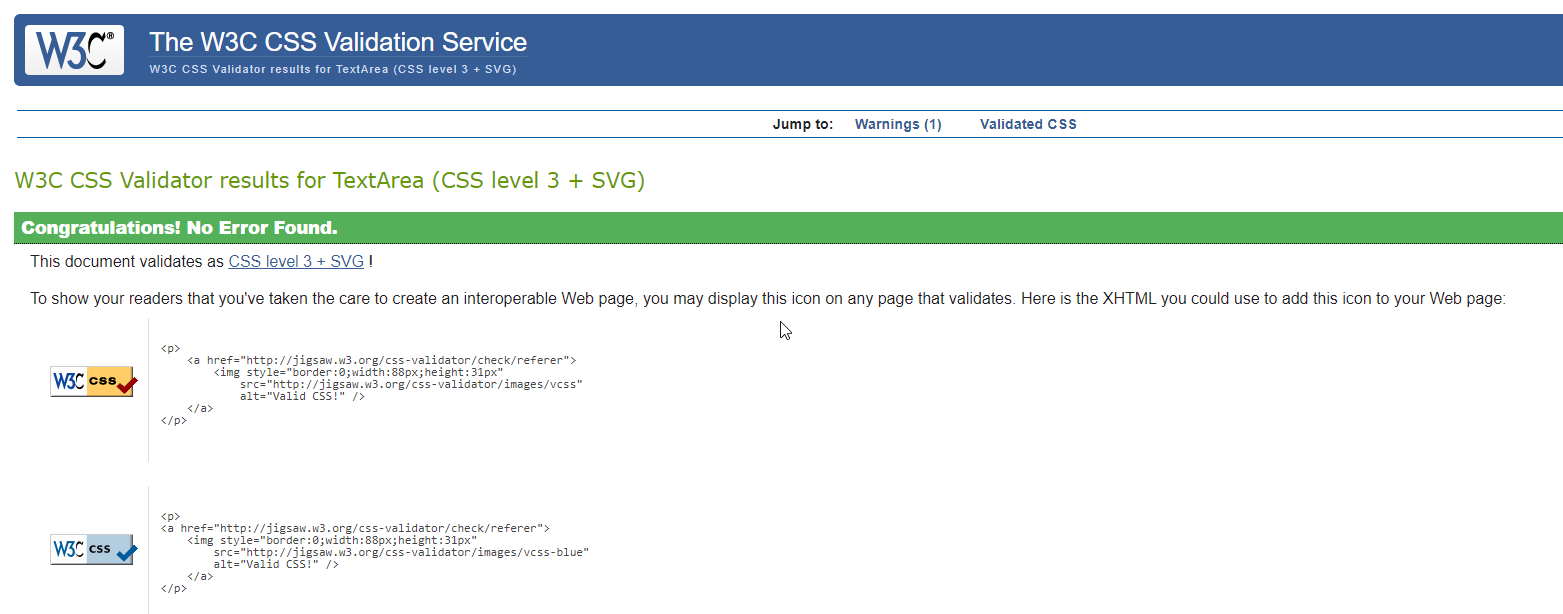 W3C® The W3C CSS Validation Service
W3C CSS Validator results for TextArea (CSS level 3 + SVG)
Jump to: Warnings (1) Validated CSS
W3C CSS Validator results for TextArea (CSS level 3 + SVG)
Congratulations! No Error Found.
This document validates as CSS level 3 + SVG !
To show your readers that you've taken the care to create an interoperable Web page, you may display this icon on any page that validates. Here is the XHTML you could use to add this icon to your Web page:
W3C css
<p>
    <a href="http://jigsaw.w3.org/css-validator/check/referer">
        <img style="border:0;width:88px;height:31px"
            src="http://jigsaw.w3.org/css-validator/images/vcss"
            alt="Valid CSS!" />
    </a>
</p>
W3C css
<p>
<a href="http://jigsaw.w3.org/css-validator/check/referer">
    <img style="border:0;width:88px;height:31px"
        src="http://jigsaw.w3.org/css-validator/images/vcss-blue"
        alt="Valid CSS!" />
    </a>
</p>